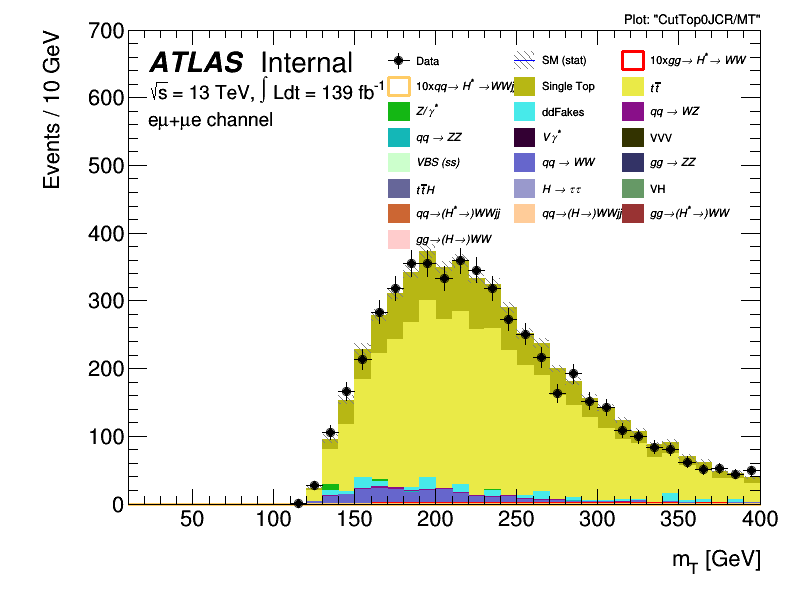 Plot: "CutTop0JCR/MT"
Events / 10 GeV
ATLAS Internal
√s = 13 TeV, ∫ Ldt = 139 fb⁻¹
eμ+μe channel
Data
SM (stat)
10xgg→ H*→ WW
10xqq→ H*→WWjj
Single Top
tt̅
Z/γ*
ddFakes
qq → WZ
qq → ZZ
Vγ*
VVV
VBS (ss)
qq → WW
gg → ZZ
tt̅H
H → ττ
VH
qq→(H*→)WWjj
qq→(H→)WWjj
gg→(H*→)WW
gg→(H→)WW
700
600
500
400
300
200
100
0
50 100 150 200 250 300 350 400
m_T [GeV]